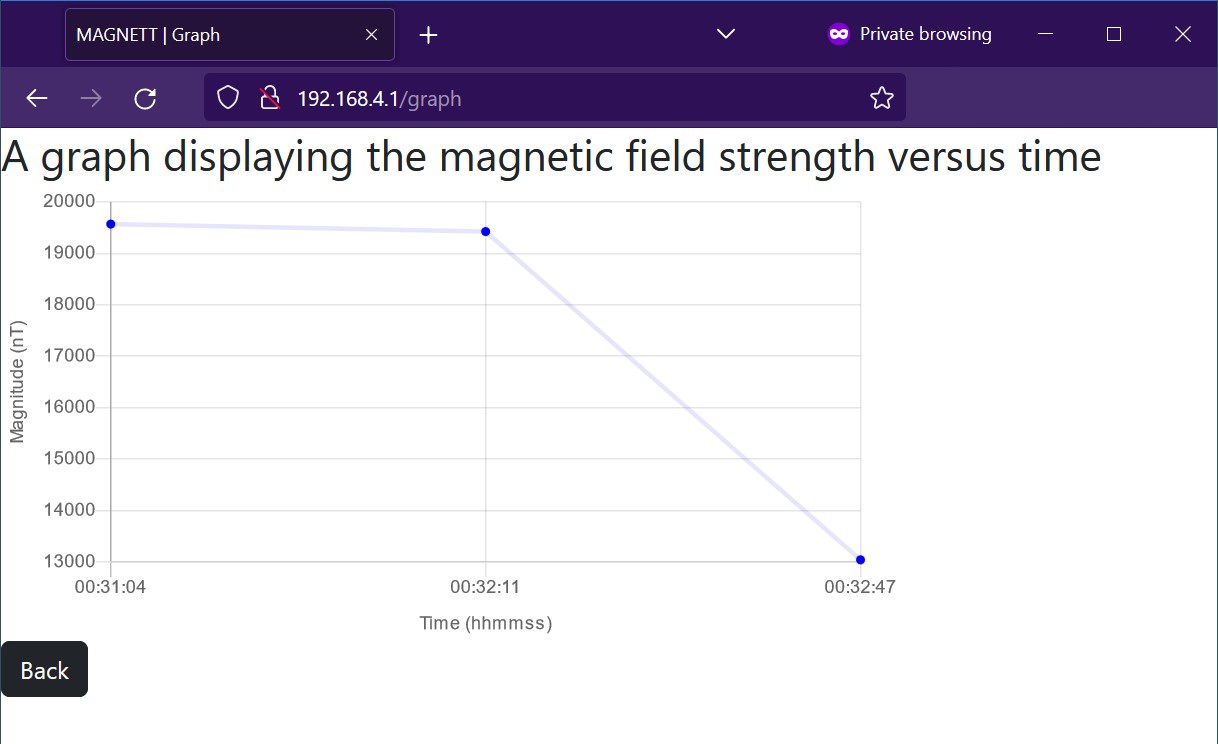 MAGNETT | Graph
Private browsing
192.168.4.1/graph
A graph displaying the magnetic field strength versus time
20000
19000
18000
17000
16000
15000
14000
13000
Magnitude (nT)
00:31:04 00:32:11 00:32:47
Time (hhmmss)
Back